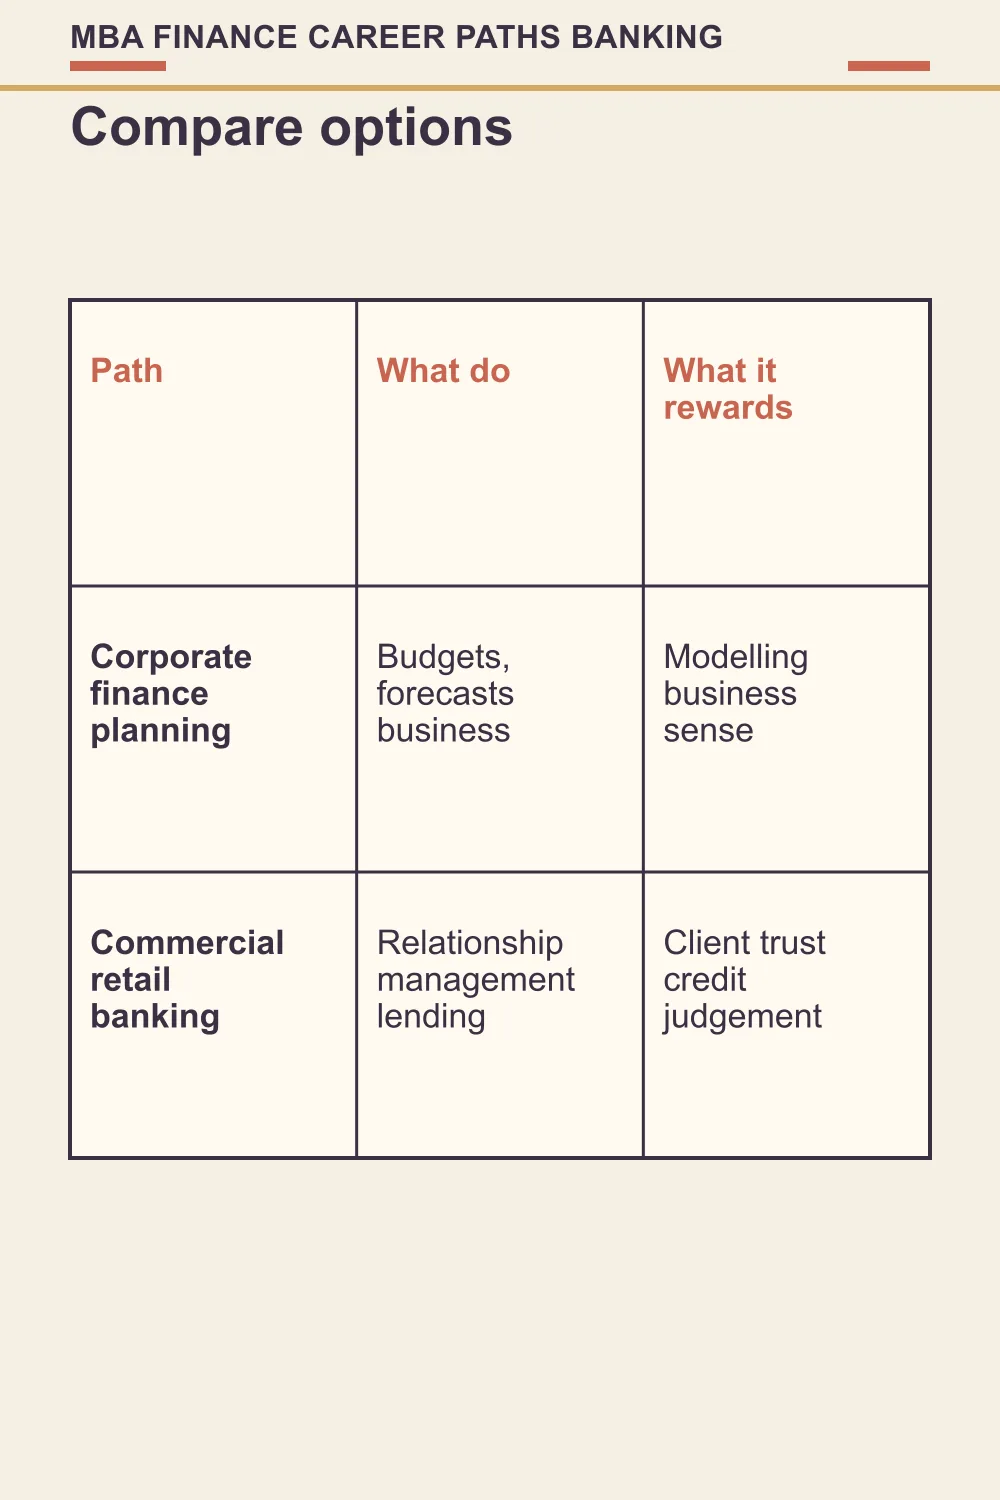 MBA FINANCE CAREER PATHS BANKING
Compare options
Path
What do
What it
rewards
Corporate
finance
planning
Budgets,
forecasts
business
Modelling
business
sense
Commercial
retail
banking
Relationship
management
lending
Client trust
credit
judgement